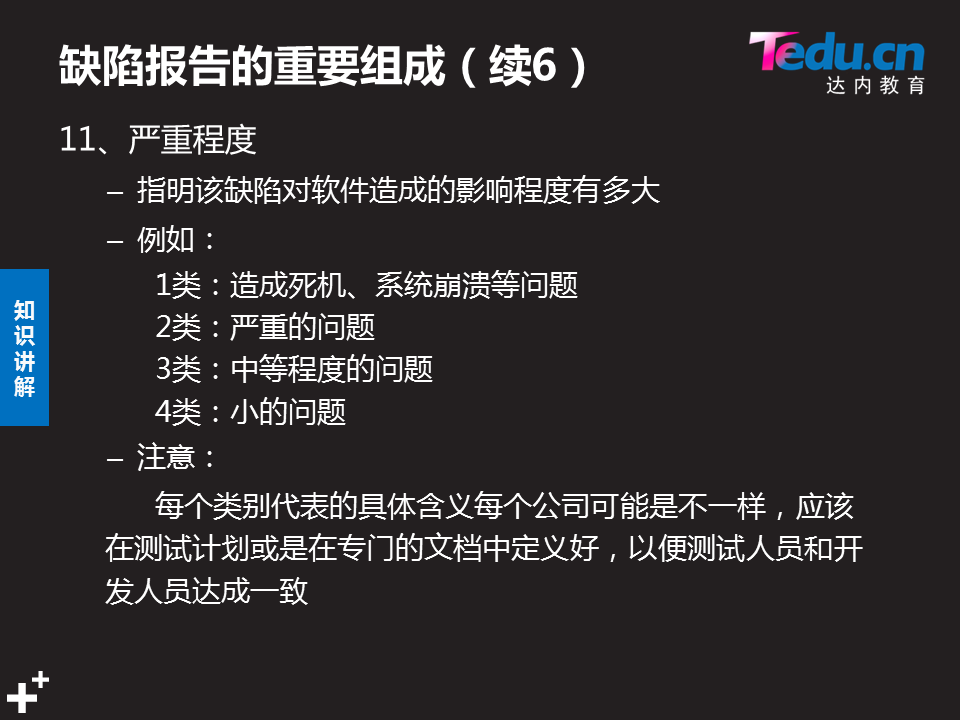 缺陷报告的重要组成（续6）
Tedu.cn
达内教育
11、严重程度
– 指明该缺陷对软件造成的影响程度有多大
– 例如：
1类：造成死机、系统崩溃等问题
2类：严重的问题
3类：中等程度的问题
4类：小的问题
– 注意：
每个类别代表的具体含义每个公司可能是不一样，应该
在测试计划或是在专门的文档中定义好，以便测试人员和开
发人员达成一致
知
识
讲
解